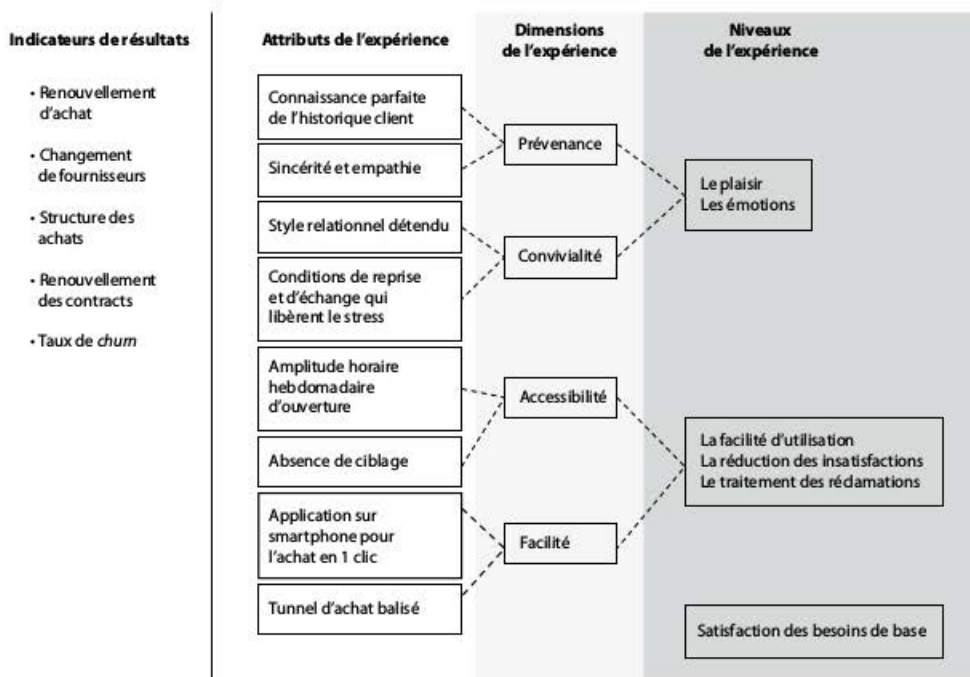 Indicateurs de résultats
• Renouvellement
d'achat
• Changement
de fournisseurs
• Structure des
achats
• Renouvellement
des contracts
• Taux de churn
Attributs de l'expérience
Connaissance parfaite
de l'historique client
Sincérité et empathie
Style relationnel détendu
Conditions de reprise
et d'échange qui
libèrent le stress
Amplitude horaire
hebdomadaire
d'ouverture
Absence de ciblage
Application sur
smartphone pour
l'achat en 1 clic
Tunnel d'achat balisé
Dimensions
de l'expérience
Prévenance
Convivialité
Accessibilité
Facilité
Niveaux
de l'expérience
Le plaisir
Les émotions
La facilité d'utilisation
La réduction des insatisfactions
Le traitement des réclamations
Satisfaction des besoins de base